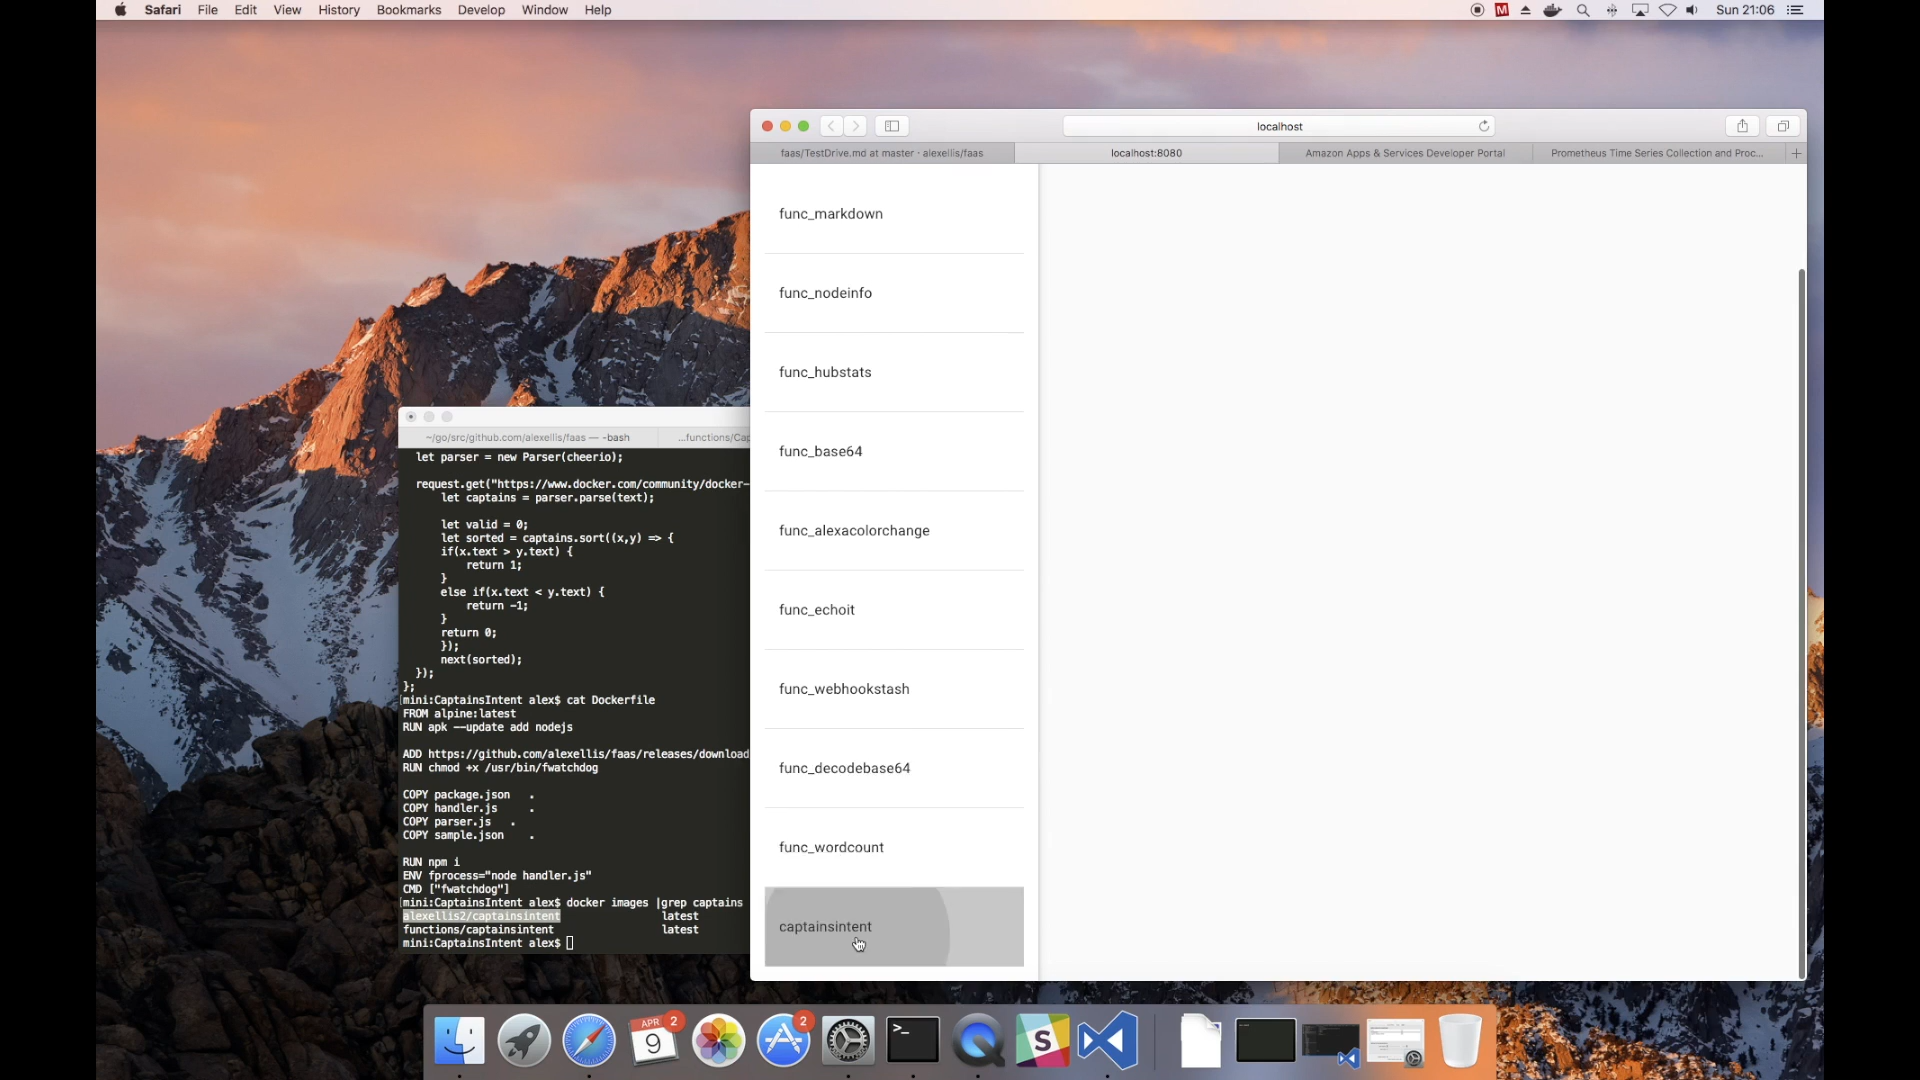 Safari File Edit View History Bookmarks Develop Window Help
M
Sun 21:06
localhost
faas/TestDrive.md at master · alexellis/faas
localhost:8080
Amazon Apps & Services Developer Portal
Prometheus Time Series Collection and Proc...
func_markdown
func_nodeinfo
func_hubstats
func_base64
func_alexacolorchange
func_echoit
func_webhookstash
func_decodebase64
func_wordcount
captainsintent
~/go/src/github.com/alexellis/faas — -bash
...functions/Cap
let parser = new Parser(cheerio);
request.get("https://www.docker.com/community/docker-
let captains = parser.parse(text);
let valid = 0;
let sorted = captains.sort((x,y) => {
if(x.text > y.text) {
return 1;
}
else if(x.text < y.text) {
return -1;
}
return 0;
});
next(sorted);
});
};
[mini:CaptainsIntent alex$ cat Dockerfile
FROM alpine:latest
RUN apk --update add nodejs
ADD https://github.com/alexellis/faas/releases/download
RUN chmod +x /usr/bin/fwatchdog
COPY package.json .
COPY handler.js .
COPY parser.js .
COPY sample.json .
RUN npm i
ENV fprocess="node handler.js"
CMD ["fwatchdog"]
[mini:CaptainsIntent alex$ docker images |grep captains
alexellis2/captainsintent latest
functions/captainsintent latest
mini:CaptainsIntent alex$
APR
9
2
2
>_
S